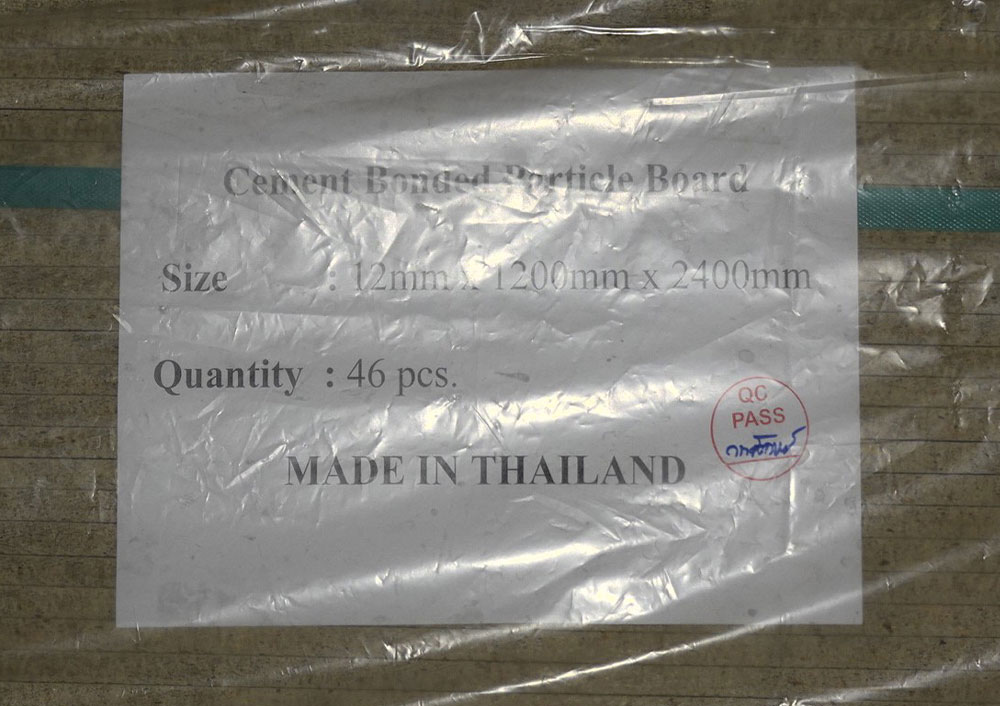 Cement Bonded Particle Board
Size : 12mm x 1200mm x 2400mm
Quantity : 46 pcs.
QC
PASS
MADE IN THAILAND